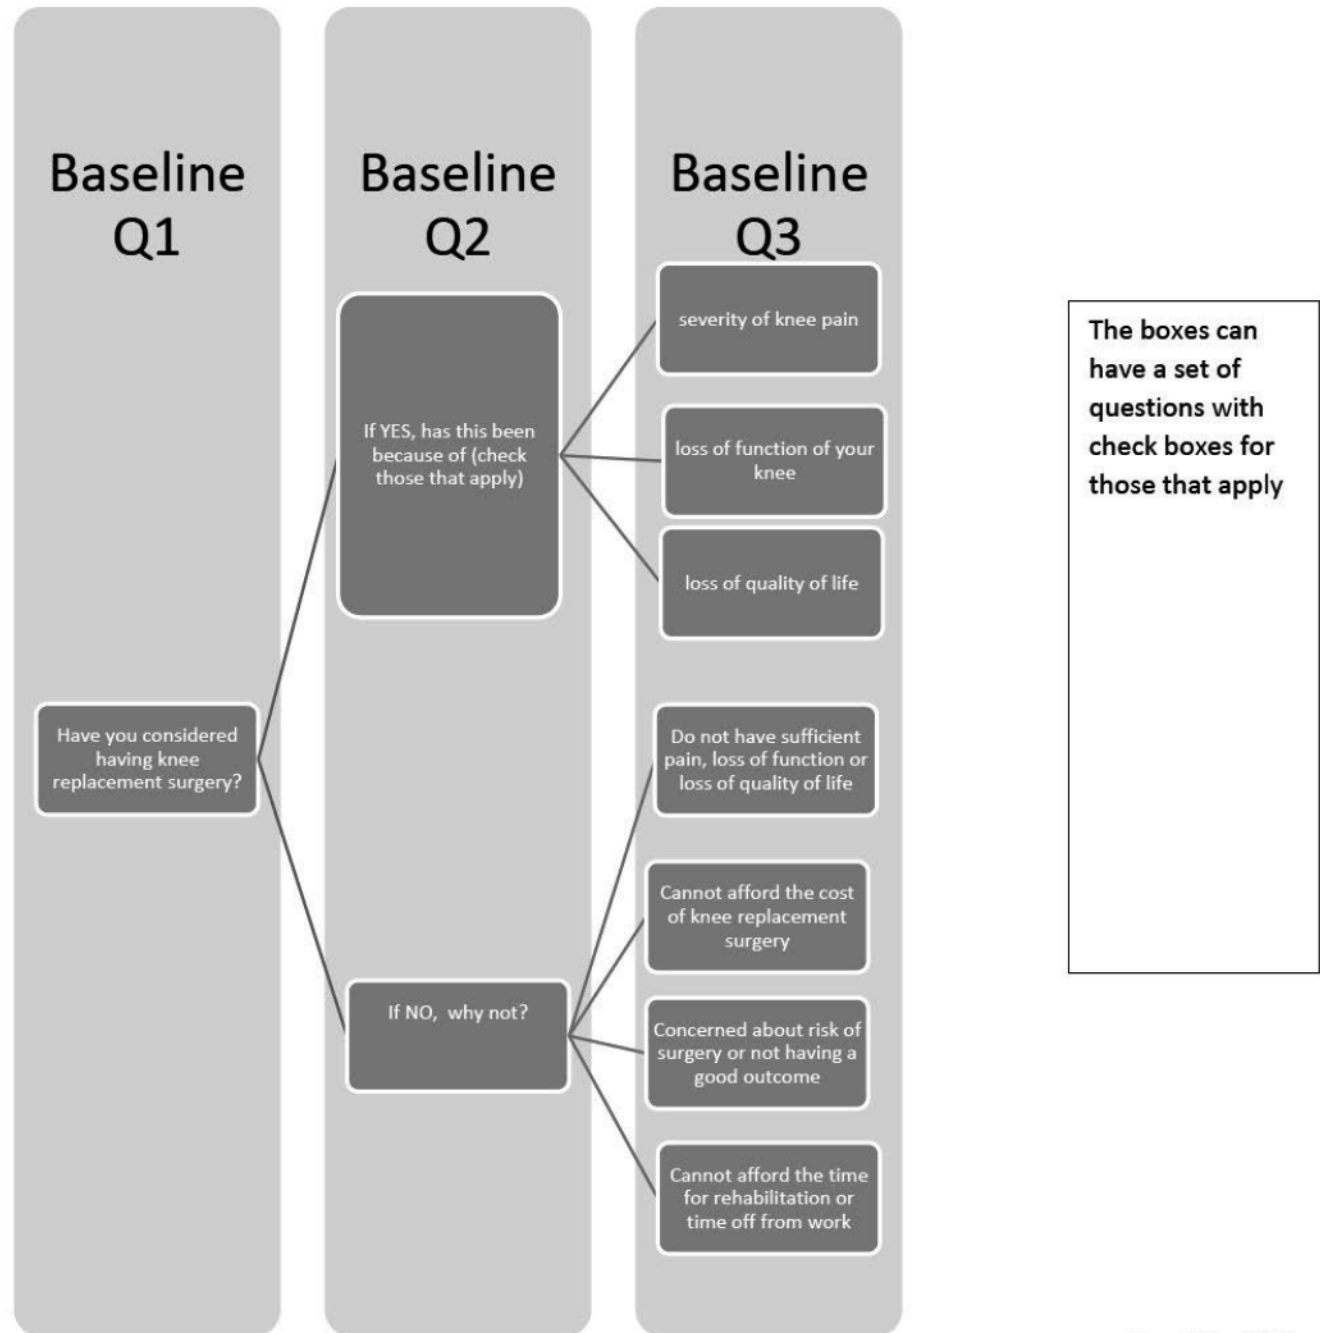 Baseline
Q1
Baseline
Q2
Baseline
Q3
Have you considered
having knee
replacement surgery?
If YES, has this been
because of (check
those that apply)
If NO,  why not?
severity of knee pain
loss of function of your
knee
loss of quality of life
Do not have sufficient
pain, loss of function or
loss of quality of life
Cannot afford the cost
of knee replacement
surgery
Concerned about risk of
surgery or not having a
good outcome
Cannot afford the time
for rehabilitation or
time off from work
The boxes can
have a set of
questions with
check boxes for
those that apply